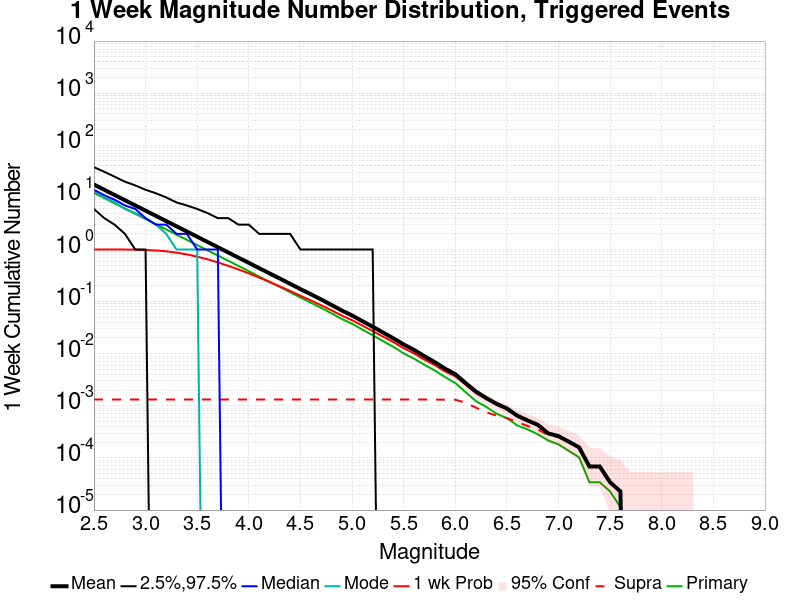 1 Week Magnitude Number Distribution, Triggered Events
1 Week Cumulative Number
10^4
10^3
10^2
10^1
10^0
10^-1
10^-2
10^-3
10^-4
10^-5
2.5 3.0 3.5 4.0 4.5 5.0 5.5 6.0 6.5 7.0 7.5 8.0 8.5 9.0
Magnitude
Mean 2.5%,97.5% Median Mode 1 wk Prob 95% Conf Supra Primary